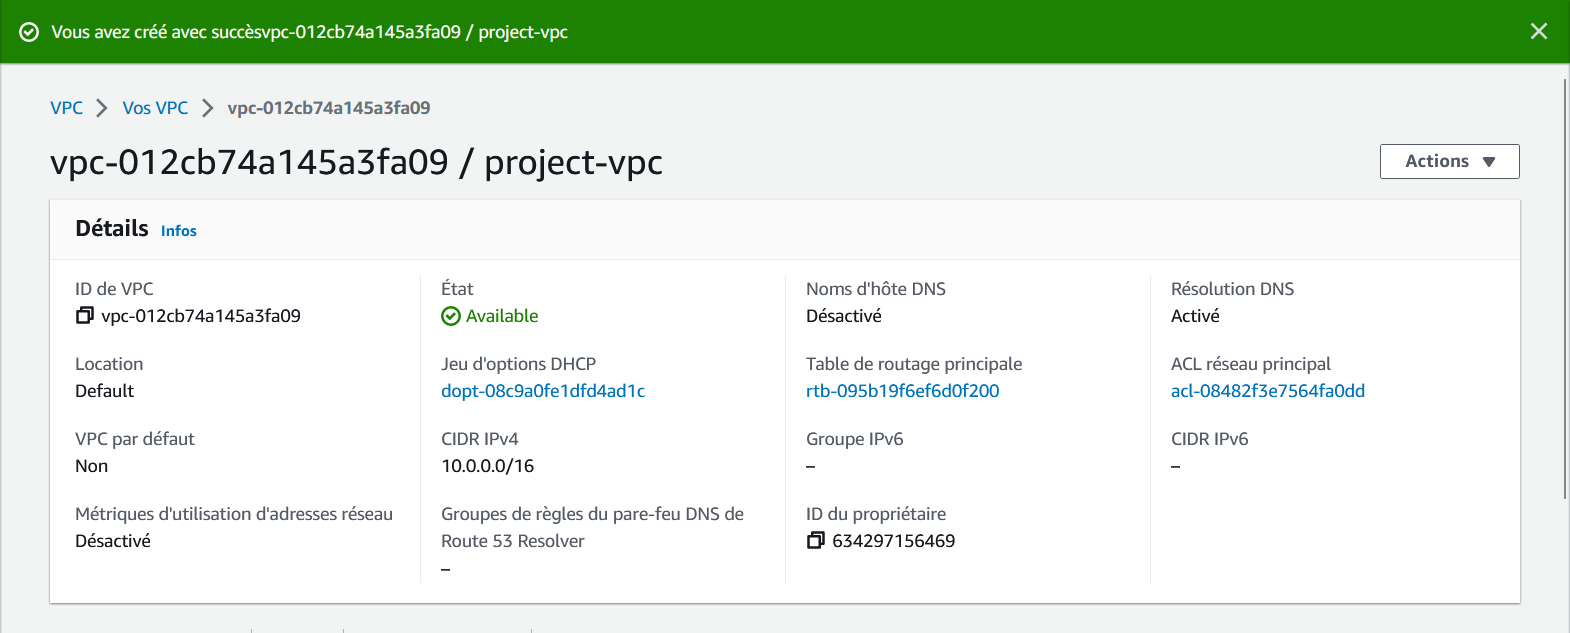 Vous avez créé avec succèsvpc-012cb74a145a3fa09 / project-vpc
VPC
Vos VPC
vpc-012cb74a145a3fa09
vpc-012cb74a145a3fa09 / project-vpc
Actions
Détails Infos
ID de VPC
vpc-012cb74a145a3fa09
État
Available
Noms d'hôte DNS
Désactivé
Résolution DNS
Activé
Location
Default
Jeu d'options DHCP
dopt-08c9a0fe1dfd4ad1c
Table de routage principale
rtb-095b19f6ef6d0f200
ACL réseau principal
acl-08482f3e7564fa0dd
VPC par défaut
Non
CIDR IPv4
10.0.0.0/16
Groupe IPv6
–
CIDR IPv6
–
Métriques d'utilisation d'adresses réseau
Désactivé
Groupes de règles du pare-feu DNS de
Route 53 Resolver
–
ID du propriétaire
634297156469